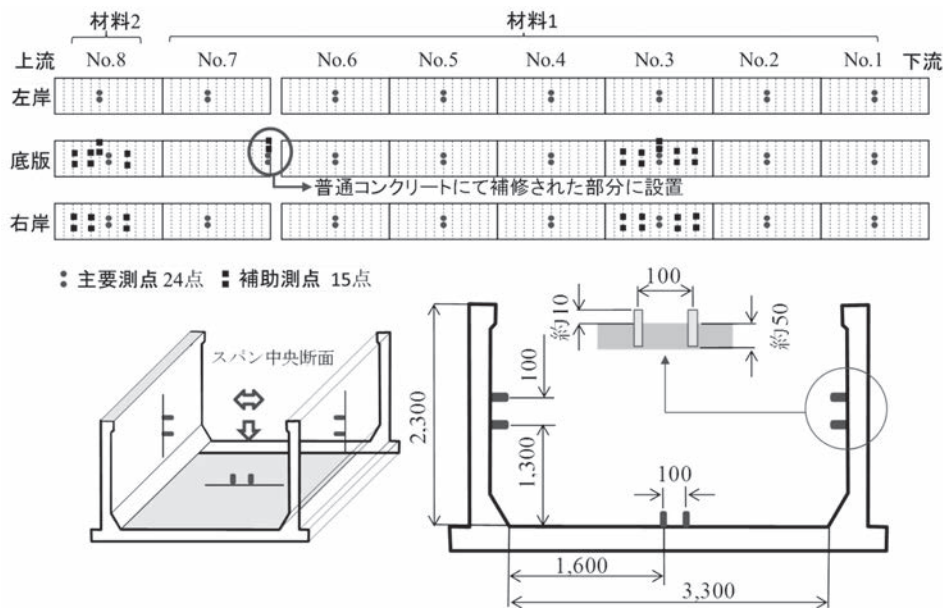 材料2 材料1
上流 No.8 No.7 No.6 No.5 No.4 No.3 No.2 No.1 下流
左岸
底版
普通コンクリートにて補修された部分に設置
右岸
主要測点 24点 補助測点 15点
スパン中央断面
100
約10
約50
100
2,300
1,300
100
1,600
3,300